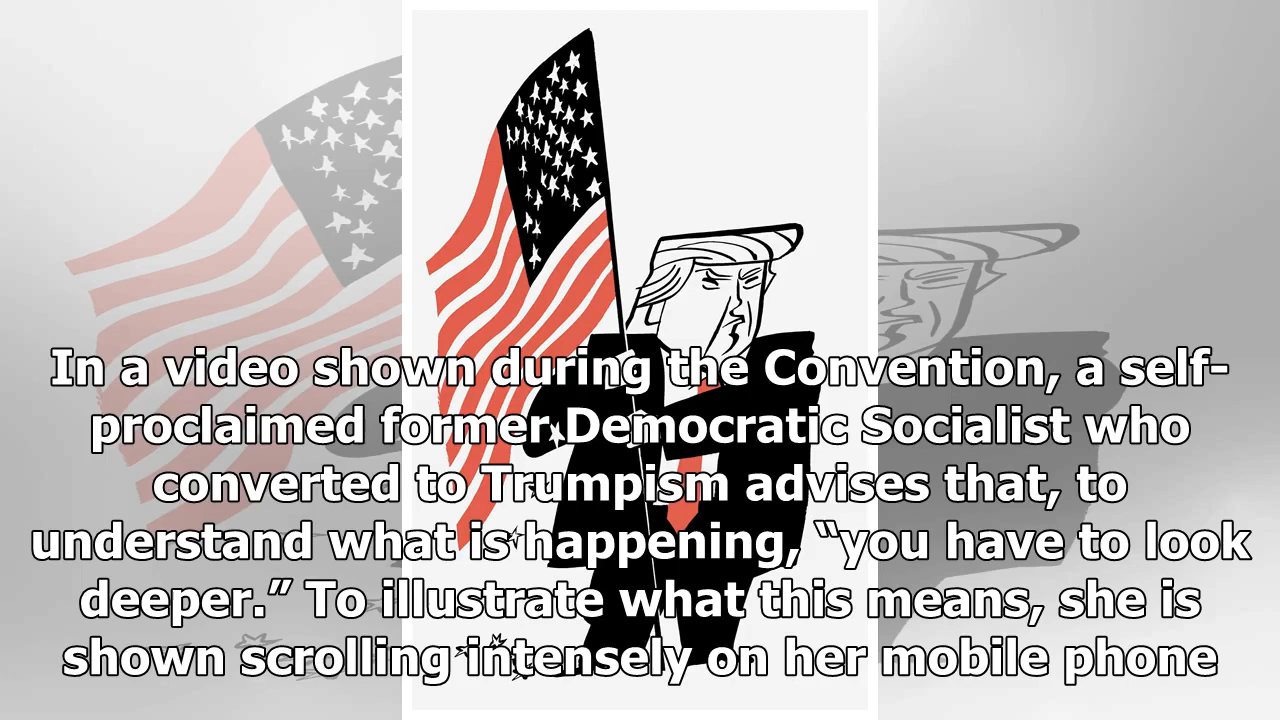 In a video shown during the Convention, a self-
proclaimed former Democratic Socialist who
converted to Trumpism advises that, to
understand what is happening, “you have to look
deeper.” To illustrate what this means, she is
shown scrolling intensely on her mobile phone